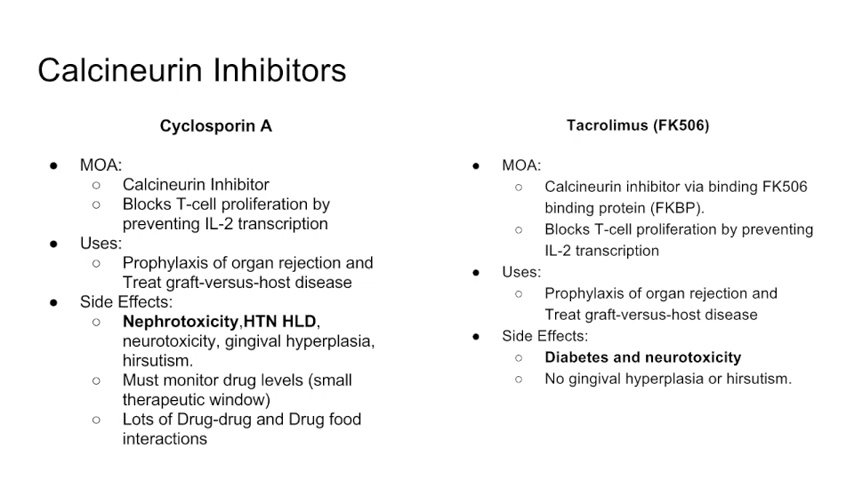 Calcineurin Inhibitors
Cyclosporin A
● MOA:
○ Calcineurin Inhibitor
○ Blocks T-cell proliferation by
preventing IL-2 transcription
● Uses:
○ Prophylaxis of organ rejection and
Treat graft-versus-host disease
● Side Effects:
○ Nephrotoxicity,HTN HLD,
neurotoxicity, gingival hyperplasia,
hirsutism.
○ Must monitor drug levels (small
therapeutic window)
○ Lots of Drug-drug and Drug food
interactions
Tacrolimus (FK506)
● MOA:
○ Calcineurin inhibitor via binding FK506
binding protein (FKBP).
○ Blocks T-cell proliferation by preventing
IL-2 transcription
● Uses:
○ Prophylaxis of organ rejection and
Treat graft-versus-host disease
● Side Effects:
○ Diabetes and neurotoxicity
○ No gingival hyperplasia or hirsutism.